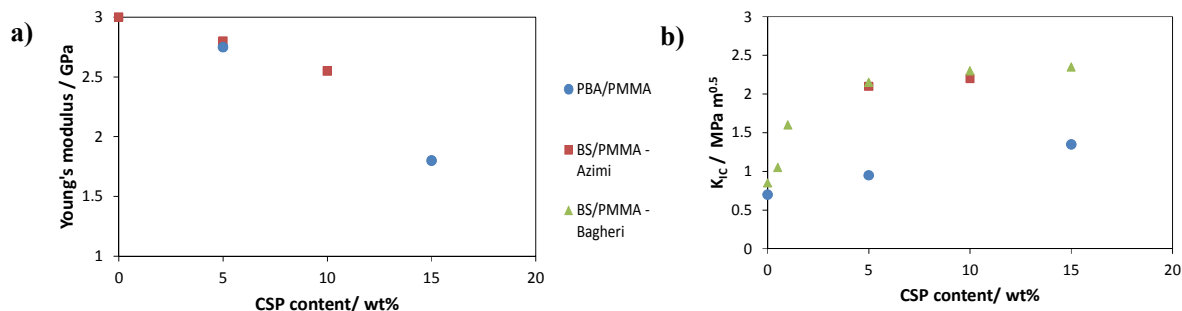 a)
Young's modulus / GPa
3
2.5
2
1.5
1
0
5
10
15
20
CSP content/ wt%
PBA/PMMA
BS/PMMA -
Azimi
BS/PMMA -
Bagheri
b)
K_IC / MPa m^0.5
3
2.5
2
1.5
1
0.5
0
0
5
10
15
20
CSP content/ wt%